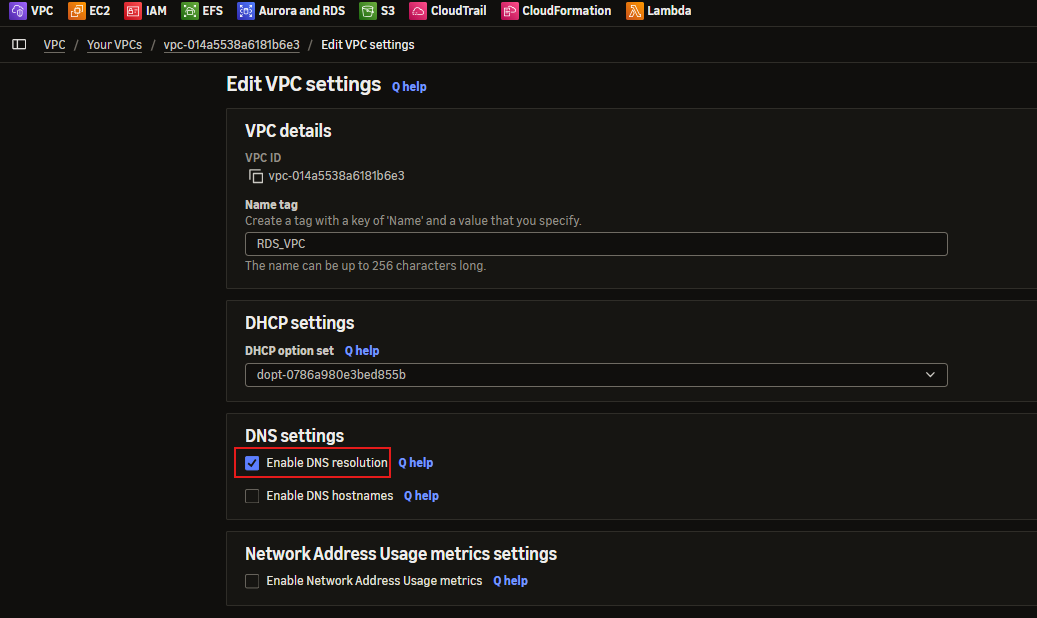 VPC EC2 IAM EFS Aurora and RDS S3 CloudTrail CloudFormation Lambda
VPC / Your VPCs / vpc-014a5538a6181b6e3 / Edit VPC settings
Edit VPC settings Q help
VPC details
VPC ID
vpc-014a5538a6181b6e3
Name tag
Create a tag with a key of 'Name' and a value that you specify.
RDS_VPC
The name can be up to 256 characters long.
DHCP settings
DHCP option set Q help
dopt-0786a980e3bed855b
DNS settings
Enable DNS resolution Q help
Enable DNS hostnames Q help
Network Address Usage metrics settings
Enable Network Address Usage metrics Q help